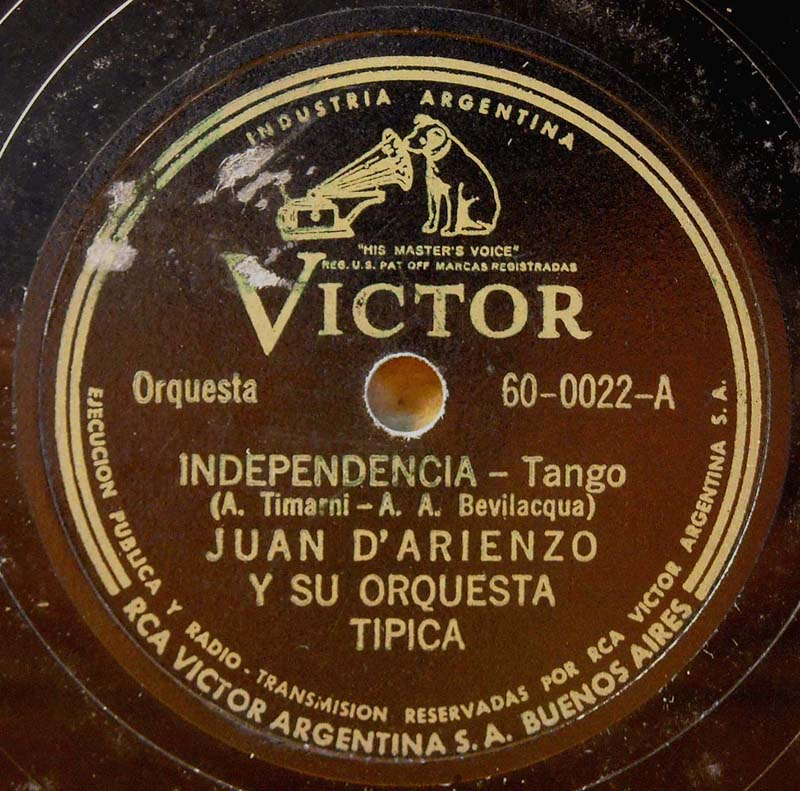 INDUSTRIA ARGENTINA
"HIS MASTER'S VOICE"
REG. U.S. PAT OFF MARCAS REGISTRADAS
VICTOR
Orquesta 60-0022-A
INDEPENDENCIA - Tango
(A. Timarni - A. A. Bevilacqua)
JUAN D'ARIENZO
Y SU ORQUESTA
TIPICA
EJECUCION PUBLICA Y RADIO-TRANSMISION RESERVADAS POR RCA VICTOR ARGENTINA S. A.
RCA VICTOR ARGENTINA S. A. BUENOS AIRES